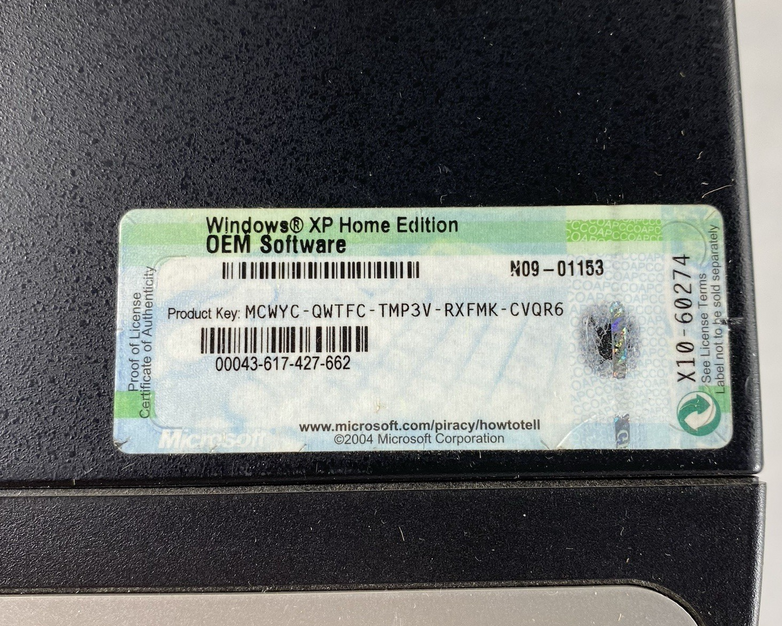 Windows® XP Home Edition
OEM Software
N09-01153
Product Key: MCWYC-QWTFC-TMP3V-RXFMK-CVQR6
00043-617-427-662
www.microsoft.com/piracy/howtotell
©2004 Microsoft Corporation
Microsoft
Proof of License
Certificate of Authenticity
X10-60274
See License Terms
Label not to be sold separately